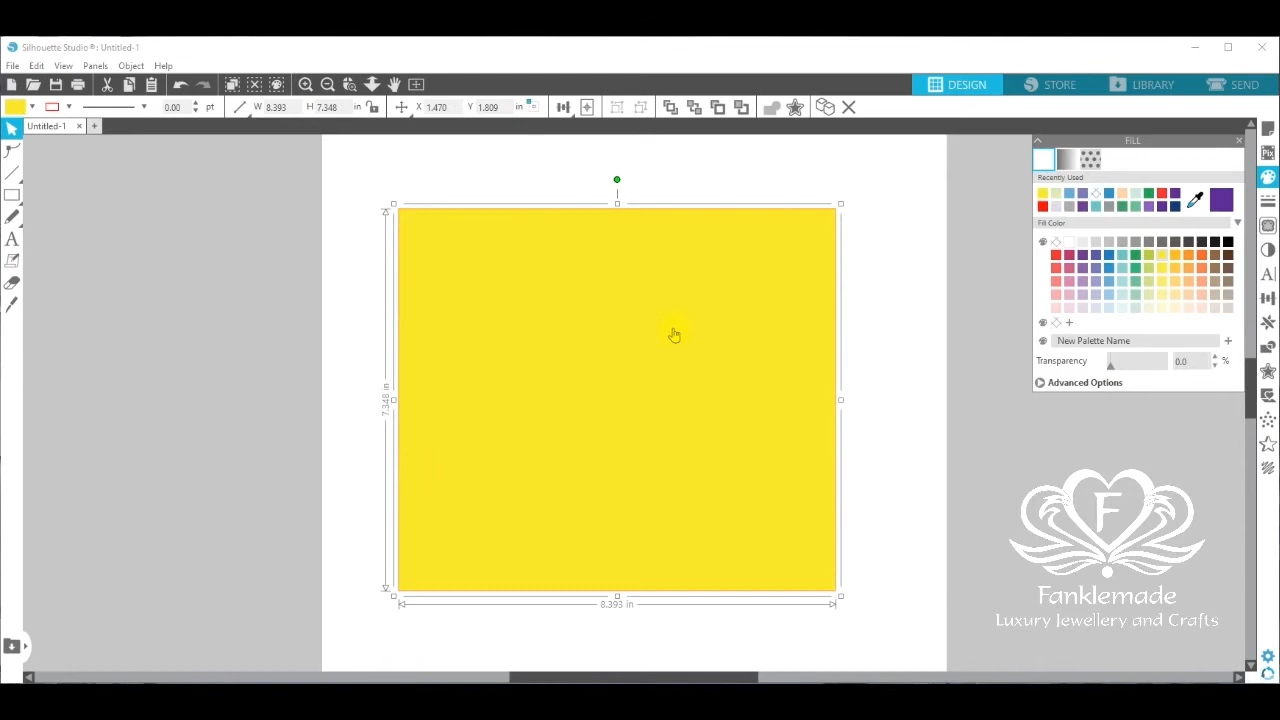 Silhouette Studio®: Untitled-1
File Edit View Panels Object Help
DESIGN STORE LIBRARY SEND
0.00 pt W 8.393 H 7.348 in X 1.470 Y 1.809 in
Untitled-1 × +
FILL
Pix
Recently Used
Fill Color
New Palette Name
Transparency 0.0 %
Advanced Options
7.348 in
8.393 in
F
Fanklemade
Luxury Jewellery and Crafts